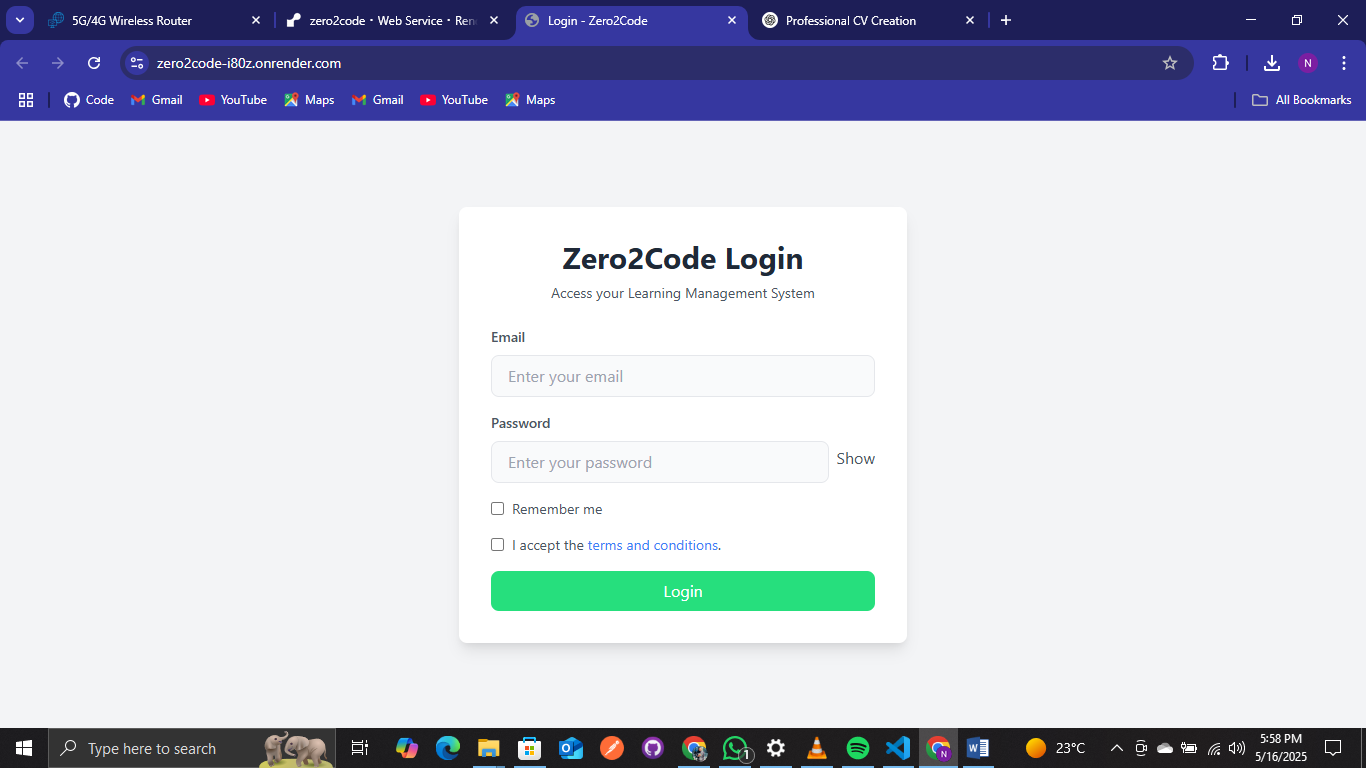 5G/4G Wireless Router
zero2code · Web Service · Ren
Login - Zero2Code
Professional CV Creation
zero2code-i80z.onrender.com
N
Code
Gmail
YouTube
Maps
Gmail
YouTube
Maps
All Bookmarks
Zero2Code Login
Access your Learning Management System
Email
Enter your email
Password
Enter your password
Show
Remember me
I accept the terms and conditions.
Login
Type here to search
1
N
23°C
5:58 PM
5/16/2025